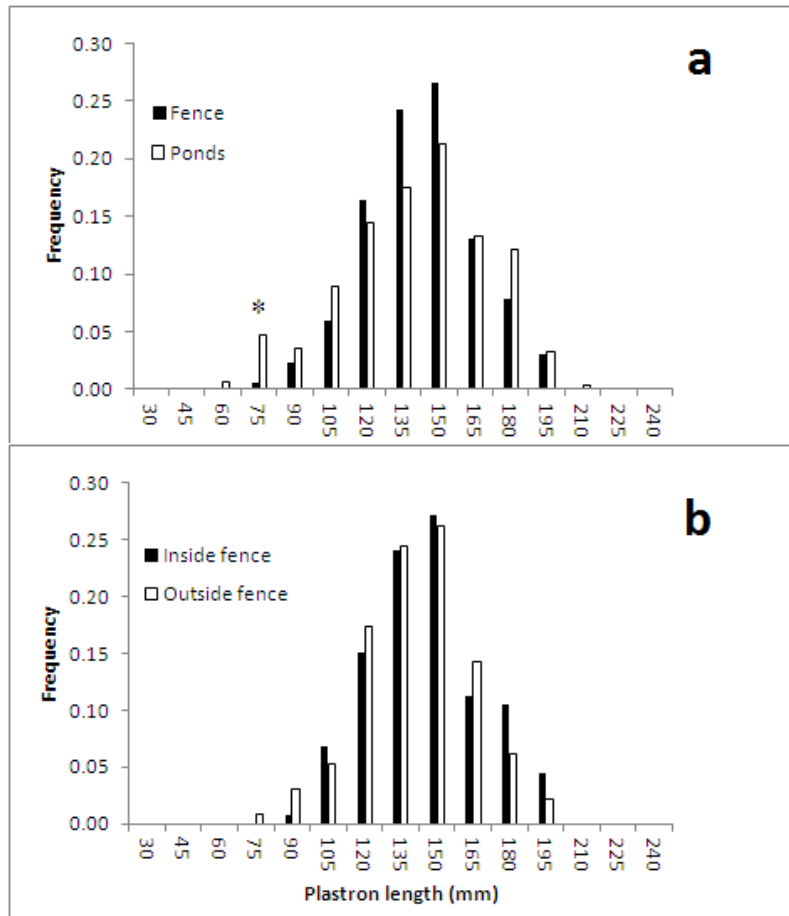 a
0.30
0.25
0.20
0.15
0.10
0.05
0.00
Frequency
Fence
Ponds
*
30 45 60 75 90 105 120 135 150 165 180 195 210 225 240
b
0.30
0.25
0.20
0.15
0.10
0.05
0.00
Frequency
Inside fence
Outside fence
30 45 60 75 90 105 120 135 150 165 180 195 210 225 240
Plastron length (mm)